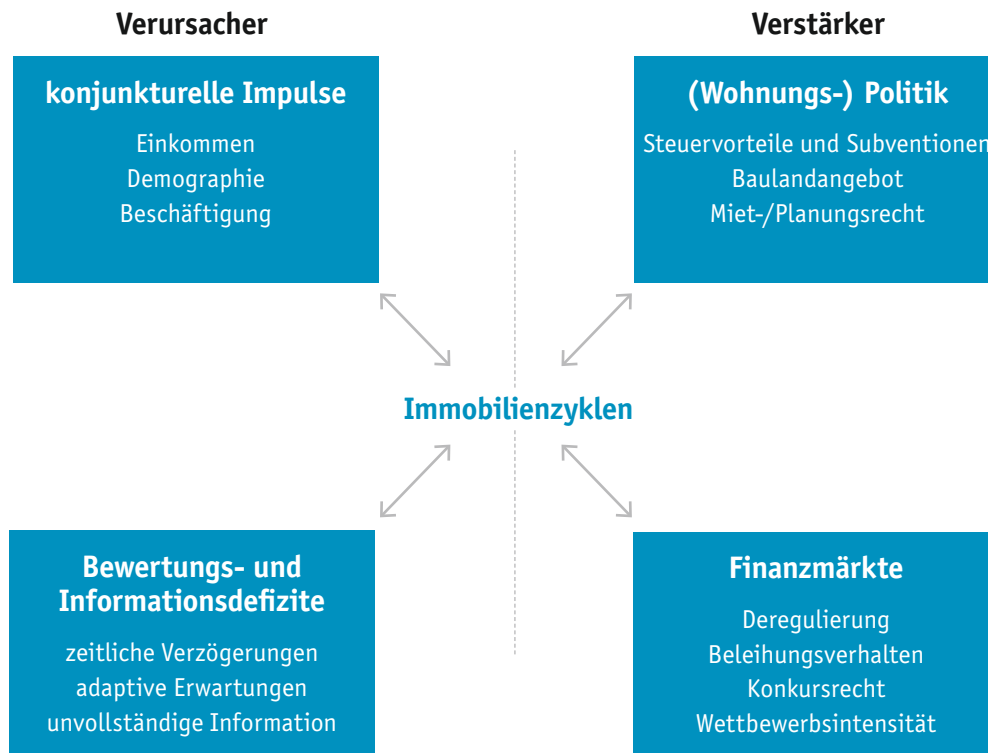 Verursacher
konjunkturelle Impulse
Einkommen
Demographie
Beschäftigung
Verstärker
(Wohnungs-) Politik
Steuervorteile und Subventionen
Baulandangebot
Miet-/Planungsrecht
Immobilienzyklen
Bewertungs- und
Informationsdefizite
zeitliche Verzögerungen
adaptive Erwartungen
unvollständige Information
Finanzmärkte
Deregulierung
Beleihungsverhalten
Konkursrecht
Wettbewerbsintensität